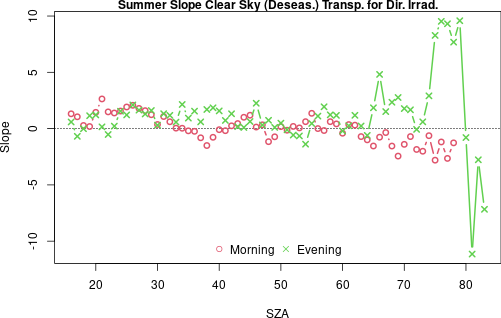 Summer Slope Clear Sky (Deseas.) Transp. for Dir. Irrad.
10
5
0
-5
-10
Slope
Morning Evening
20 30 40 50 60 70 80
SZA